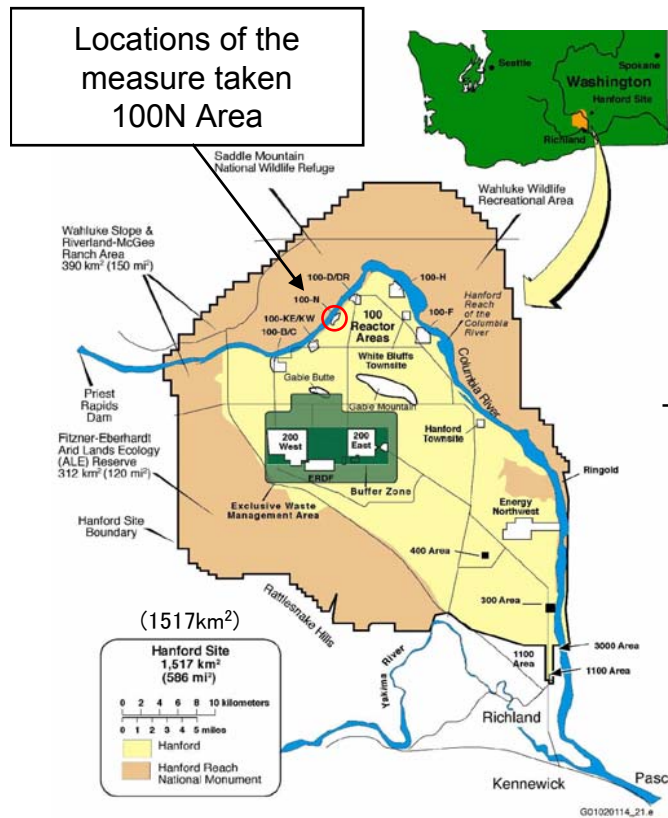 Locations of the
measure taken
100N Area
Seattle
Spokane
Washington
Hanford Site
Richland
Saddle Mountain
National Wildlife Refuge
Wahluke Wildlife
Recreational Area
Wahluke Slope &
Riverland-McGee
Ranch Area
390 km² (150 mi²)
100-D/DR
100-H
100-N
100-KE/KW
100-F
100-B/C
100
Reactor
Areas
Hanford
Reach
of the
Columbia
River
White Bluffs
Townsite
Columbia River
Gable Butte
Gable Mountain
Priest
Rapids
Dam
Fitzner-Eberhardt
Arid Lands Ecology
(ALE) Reserve
312 km² (120 mi²)
200
West
200
East
Hanford
Townsite
ERDF
Buffer Zone
Ringold
Exclusive Waste
Management Area
Energy
Northwest
Hanford Site
Boundary
400 Area
300 Area
Rattlesnake Hills
(1517km²)
Hanford Site
1,517 km²
(586 mi²)
0 2 4 6 8 10 kilometers
0 1 2 3 4 5 miles
Hanford
Hanford Reach
National Monument
Yakima River
1100
Area
3000 Area
1100 Area
Richland
Kennewick
Pasc
G01020114_21.e